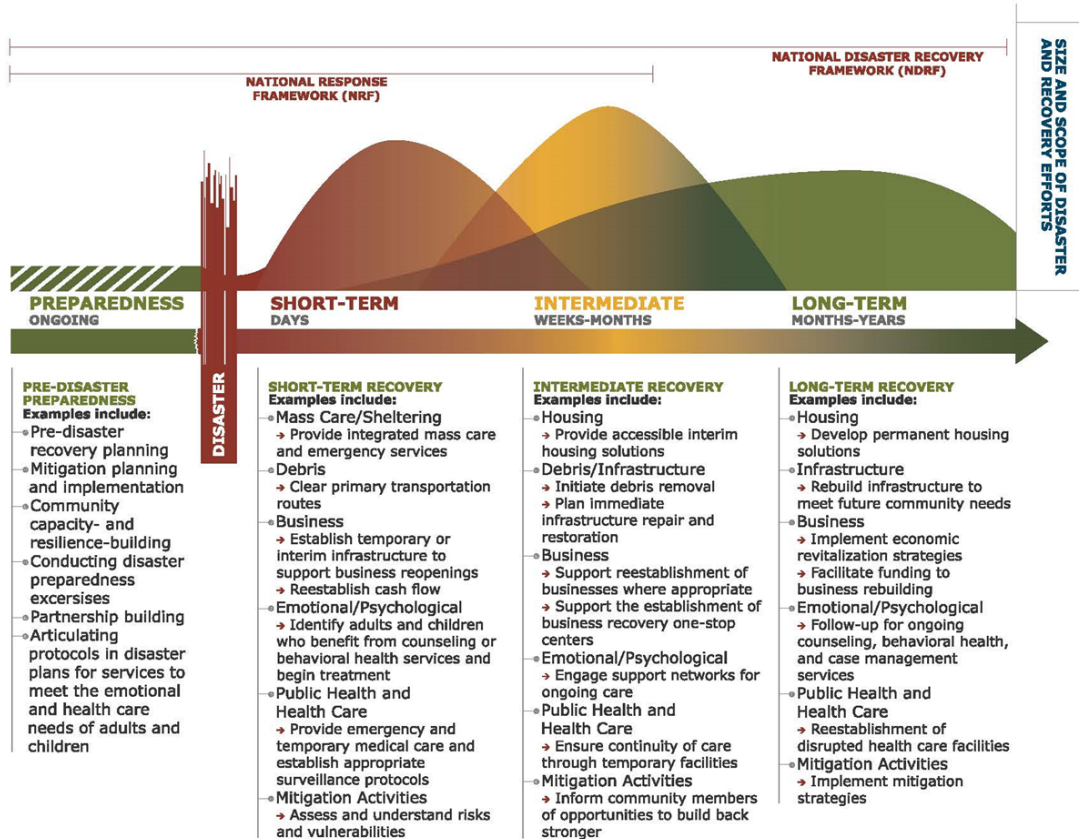 NATIONAL DISASTER RECOVERY
FRAMEWORK (NDRF)
NATIONAL RESPONSE
FRAMEWORK (NRF)
SIZE AND SCOPE OF DISASTER
AND RECOVERY EFFORTS
PREPAREDNESS
ONGOING
DISASTER
SHORT-TERM
DAYS
INTERMEDIATE
WEEKS-MONTHS
LONG-TERM
MONTHS-YEARS
PRE-DISASTER
PREPAREDNESS
Examples include:
Pre-disaster
recovery planning
Mitigation planning
and implementation
Community
capacity- and
resilience-building
Conducting disaster
preparedness
excersises
Partnership building
Articulating
protocols in disaster
plans for services to
meet the emotional
and health care
needs of adults and
children
SHORT-TERM RECOVERY
Examples include:
Mass Care/Sheltering
→ Provide integrated mass care
and emergency services
Debris
→ Clear primary transportation
routes
Business
→ Establish temporary or
interim infrastructure to
support business reopenings
→ Reestablish cash flow
Emotional/Psychological
→ Identify adults and children
who benefit from counseling or
behavioral health services and
begin treatment
Public Health and
Health Care
→ Provide emergency and
temporary medical care and
establish appropriate
surveillance protocols
Mitigation Activities
→ Assess and understand risks
and vulnerabilities
INTERMEDIATE RECOVERY
Examples include:
Housing
→ Provide accessible interim
housing solutions
Debris/Infrastructure
→ Initiate debris removal
→ Plan immediate
infrastructure repair and
restoration
Business
→ Support reestablishment of
businesses where appropriate
→ Support the establishment of
business recovery one-stop
centers
Emotional/Psychological
→ Engage support networks for
ongoing care
Public Health and
Health Care
→ Ensure continuity of care
through temporary facilities
Mitigation Activities
→ Inform community members
of opportunities to build back
stronger
LONG-TERM RECOVERY
Examples include:
Housing
→ Develop permanent housing
solutions
Infrastructure
→ Rebuild infrastructure to
meet future community needs
Business
→ Implement economic
revitalization strategies
→ Facilitate funding to
business rebuilding
Emotional/Psychological
→ Follow-up for ongoing
counseling, behavioral health,
and case management
services
Public Health and
Health Care
→ Reestablishment of
disrupted health care facilities
Mitigation Activities
→ Implement mitigation
strategies